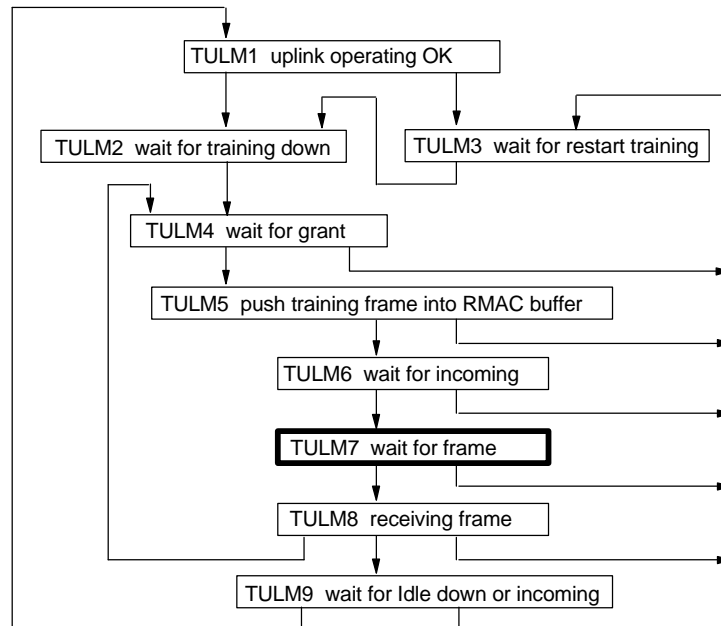 TULM1 uplink operating OK
TULM2 wait for training down
TULM3 wait for restart training
TULM4 wait for grant
TULM5 push training frame into RMAC buffer
TULM6 wait for incoming
TULM7 wait for frame
TULM8 receiving frame
TULM9 wait for Idle down or incoming